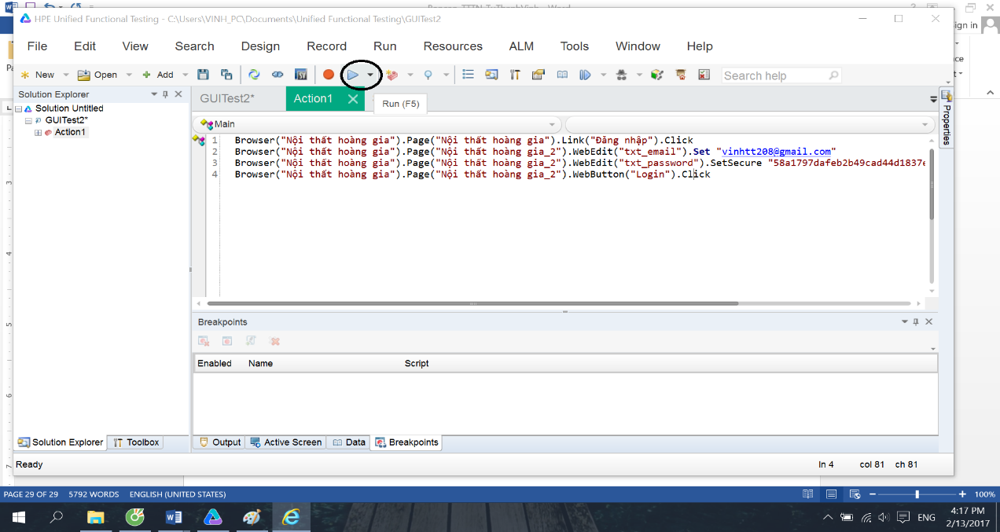 HPE Unified Functional Testing - C:\Users\VINH_PC\Documents\Unified Functional Testing\GUITest2
ign in
File Edit View Search Design Record Run Resources ALM Tools Window Help
New Open Add Search help
Solution Explorer
GUITest2* Action1
Run (F5)
Solution Untitled
GUITest2*
Action1
Properties
Main
1 Browser("Nội thất hoàng gia").Page("Nội thất hoàng gia").Link("Đăng nhập").Click
2 Browser("Nội thất hoàng gia").Page("Nội thất hoàng gia_2").WebEdit("txt_email").Set "vinhtt208@gmail.com"
3 Browser("Nội thất hoàng gia").Page("Nội thất hoàng gia_2").WebEdit("txt_password").SetSecure "58a1797dafeb2b49cad44d1837e
4 Browser("Nội thất hoàng gia").Page("Nội thất hoàng gia_2").WebButton("Login").Click
Breakpoints
Enabled Name Script
Solution Explorer Toolbox
Output Active Screen Data Breakpoints
Ready ln 4 col 81 ch 81
PAGE 29 OF 29 5792 WORDS ENGLISH (UNITED STATES) 100%
ENG
4:17 PM
2/13/2017